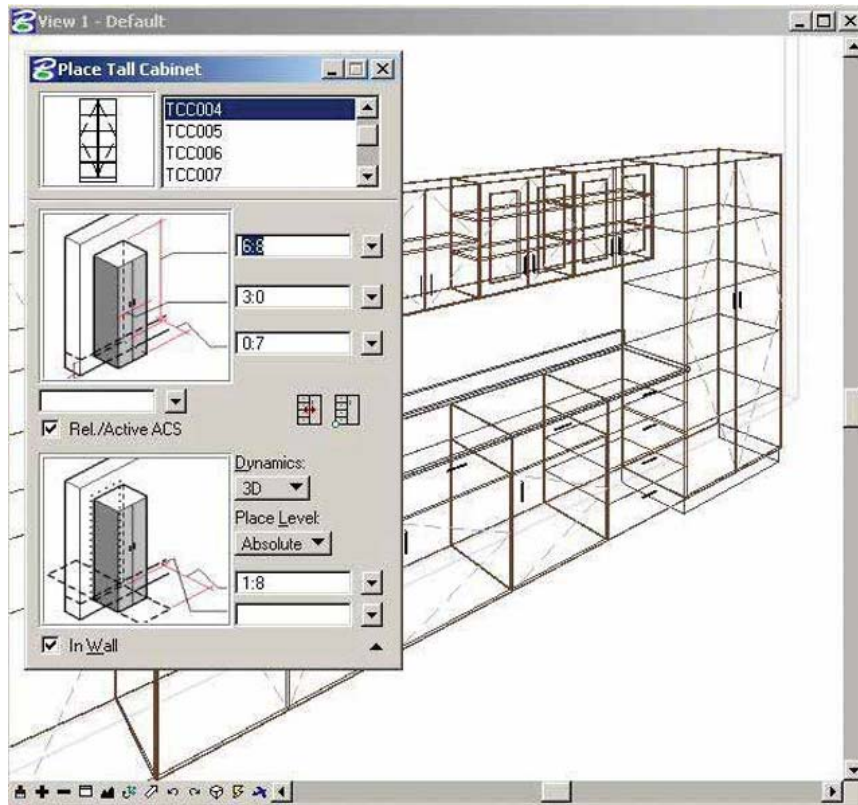 View 1 - Default
Place Tall Cabinet
TCC004
TCC005
TCC006
TCC007
6:8
3:0
0:7
Rel./Active ACS
Dynamics:
3D
Place Level:
Absolute
1:8
In Wall